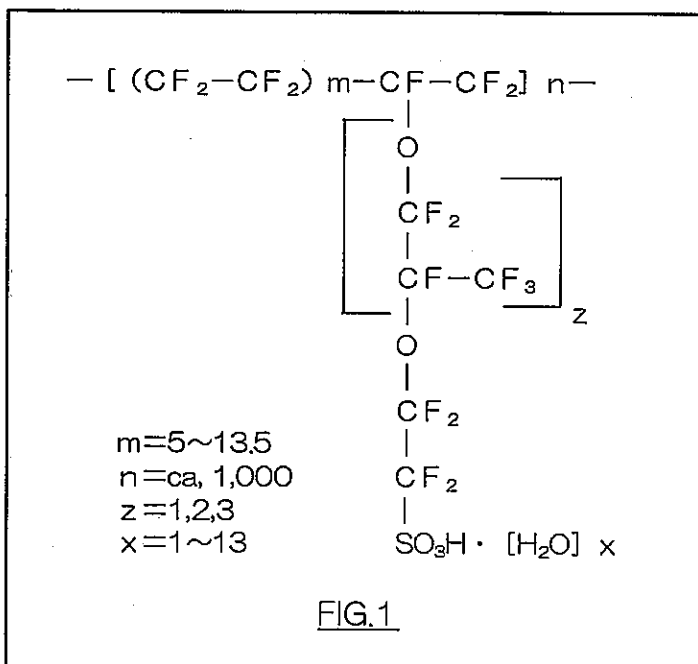 —[ (CF₂—CF₂) m—CF—CF₂] n—
O
CF₂
CF—CF₃
z
O
CF₂
CF₂
SO₃H・ [H₂O] x
m=5~13.5
n=ca, 1,000
z=1,2,3
x=1~13
FIG.1